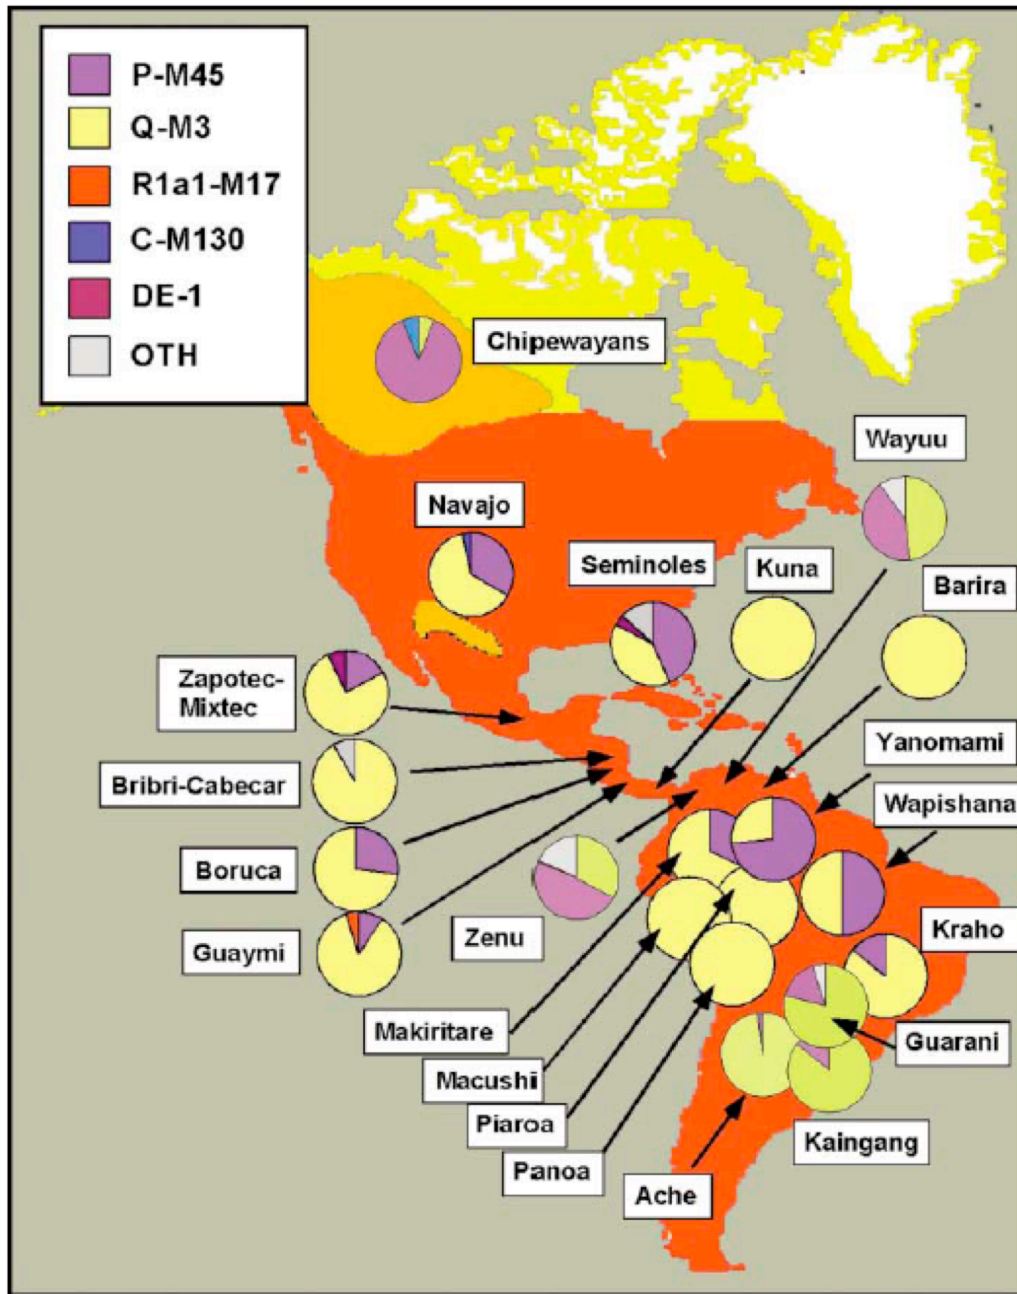 P-M45
Q-M3
R1a1-M17
C-M130
DE-1
OTH
Chipewayans
Wayuu
Navajo
Seminoles
Kuna
Barira
Zapotec-
Mixtec
Yanomami
Bribri-Cabecar
Wapishana
Boruca
Kraho
Zenu
Guaymi
Makiritare
Guarani
Macushi
Piaroa
Kaingang
Panoa
Ache